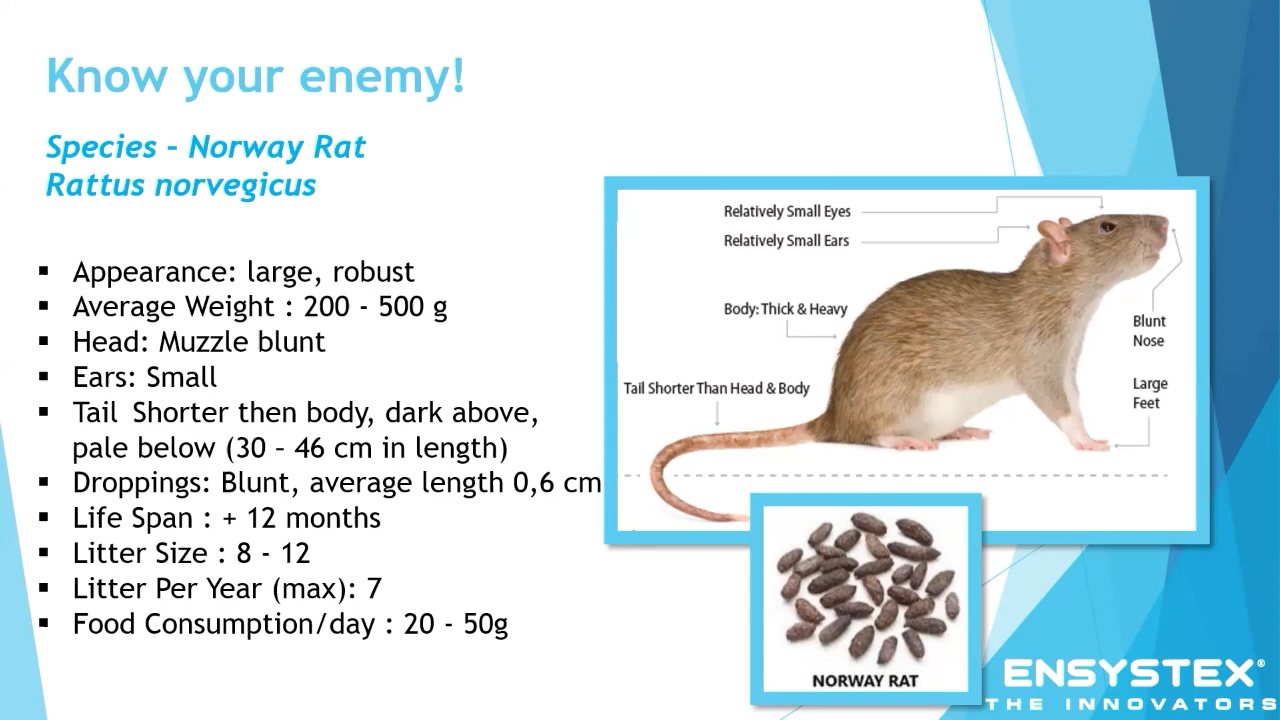 Know your enemy!
Species – Norway Rat
Rattus norvegicus
▪ Appearance: large, robust
▪ Average Weight : 200 - 500 g
▪ Head: Muzzle blunt
▪ Ears: Small
▪ Tail Shorter then body, dark above,
pale below (30 – 46 cm in length)
▪ Droppings: Blunt, average length 0,6 cm
▪ Life Span : + 12 months
▪ Litter Size : 8 - 12
▪ Litter Per Year (max): 7
▪ Food Consumption/day : 20 - 50g
Relatively Small Eyes
Relatively Small Ears
Body: Thick & Heavy
Blunt
Nose
Tail Shorter Than Head & Body
Large
Feet
NORWAY RAT
ENSYSTEX®
THE INNOVATORS